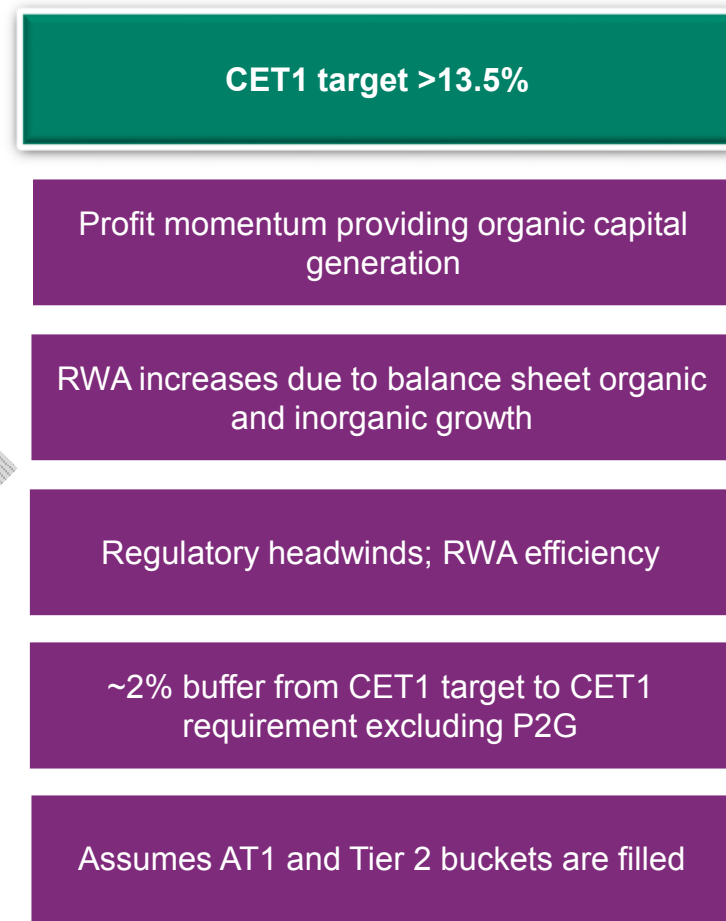 CET1 target >13.5%
Profit momentum providing organic capital
generation
RWA increases due to balance sheet organic
and inorganic growth
Regulatory headwinds; RWA efficiency
~2% buffer from CET1 target to CET1
requirement excluding P2G
Assumes AT1 and Tier 2 buckets are filled